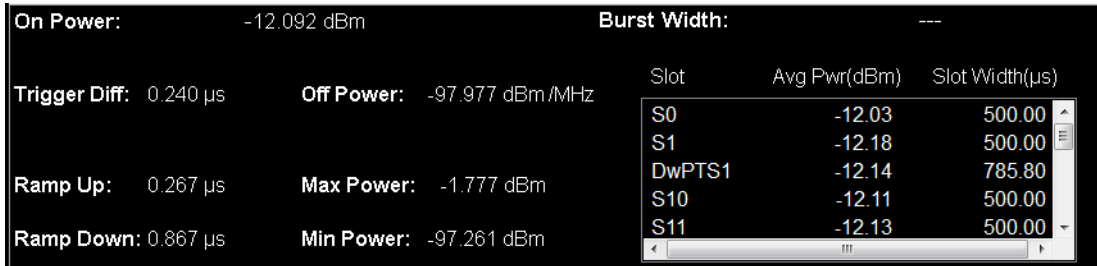 On Power: -12.092 dBm Burst Width: ---
Slot Avg Pwr(dBm) Slot Width(µs)
Trigger Diff: 0.240 µs Off Power: -97.977 dBm/MHz
S0 -12.03 500.00
S1 -12.18 500.00
DwPTS1 -12.14 785.80
Ramp Up: 0.267 µs Max Power: -1.777 dBm
S10 -12.11 500.00
S11 -12.13 500.00
Ramp Down: 0.867 µs Min Power: -97.261 dBm